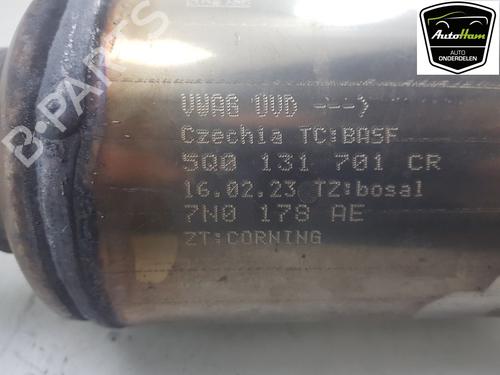 AutoHam
AUTO
ONDERDELEN
B-PARTS
VWAG UVD --->
Czechia TC:BASF
5Q0 131 701 CR
16.02.23 TZ:bosal
7N0 178 AE
ZT:CORNING